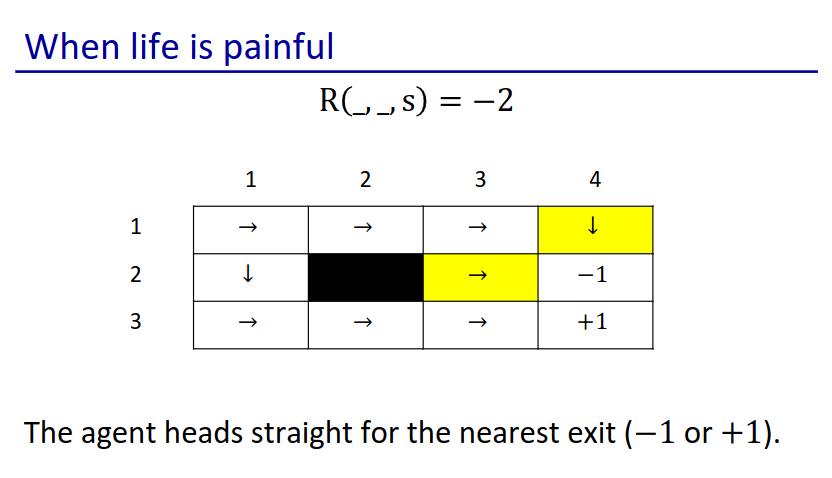 When life is painful
R(_, _, s) = −2
1 2 3 4
1 → → → ↓
2 ↓ → −1
3 → → → +1
The agent heads straight for the nearest exit (−1 or +1).